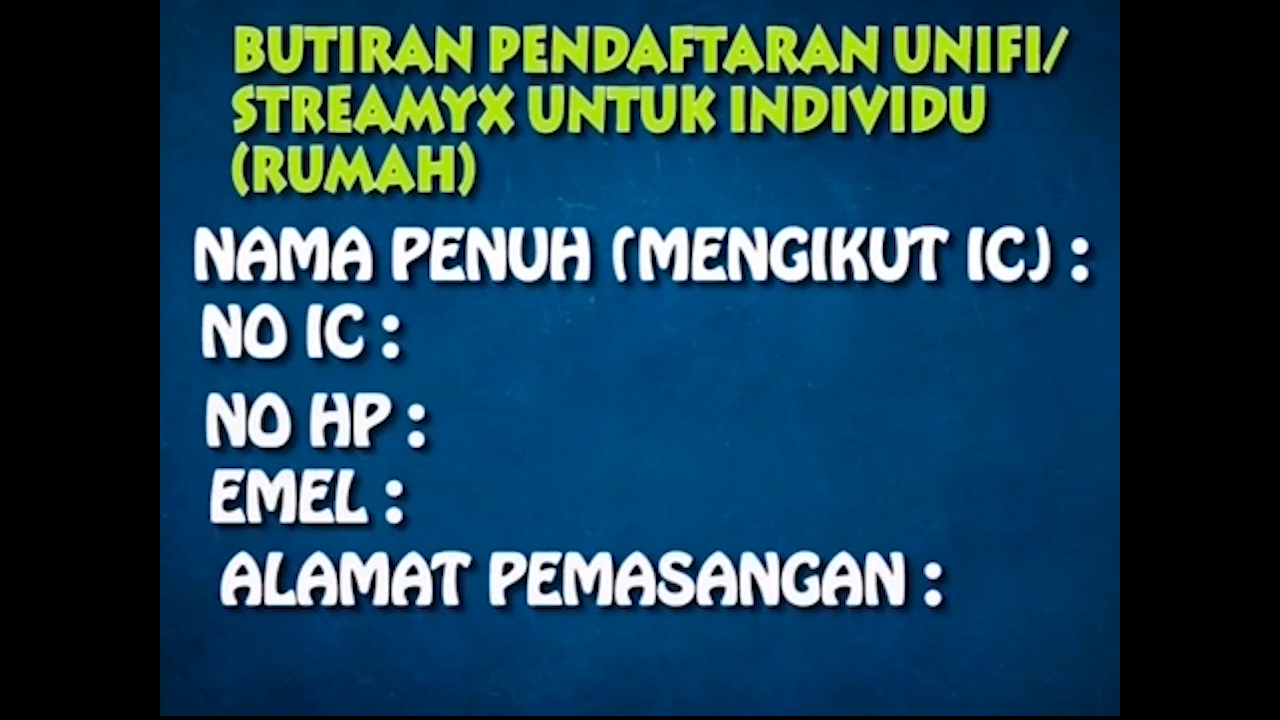 BUTIRAN PENDAFTARAN UNIFI/
STREAMYX UNTUK INDIVIDU
(RUMAH)
NAMA PENUH (MENGIKUT IC) :
NO IC :
NO HP :
EMEL :
ALAMAT PEMASANGAN :